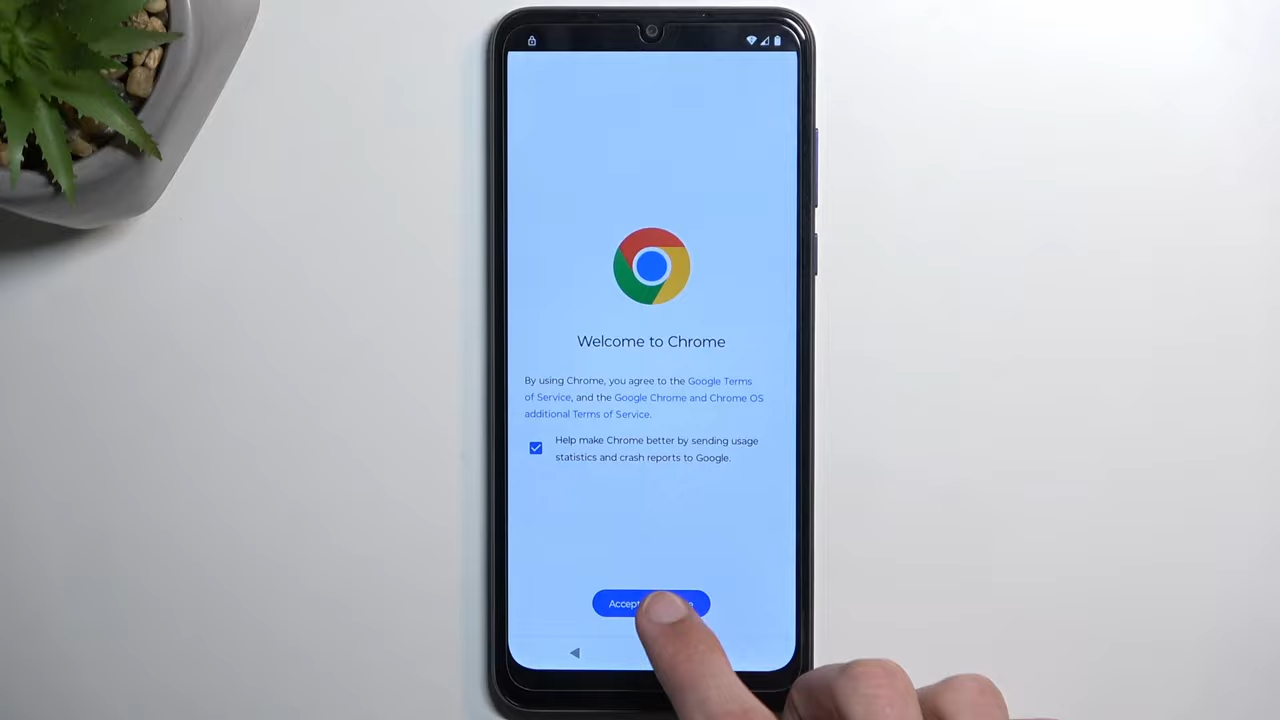 Welcome to Chrome
By using Chrome, you agree to the Google Terms
of Service, and the Google Chrome and Chrome OS
additional Terms of Service.
Help make Chrome better by sending usage
statistics and crash reports to Google.
Accept